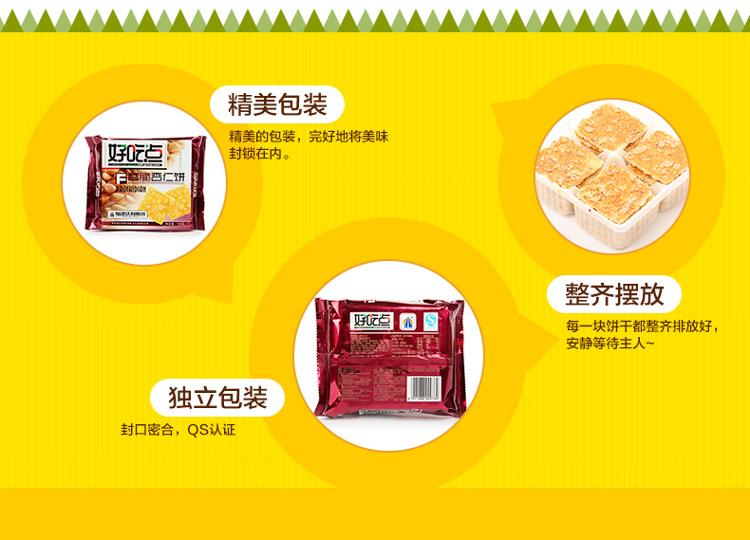 精美包装
精美的包装，完好地将美味
封锁在内。
好吃点
香脆杏仁饼
HAOCHIDIAN
整齐摆放
每一块饼干都整齐排放好，
安静等待主人~
好吃点
独立包装
封口密合，QS认证